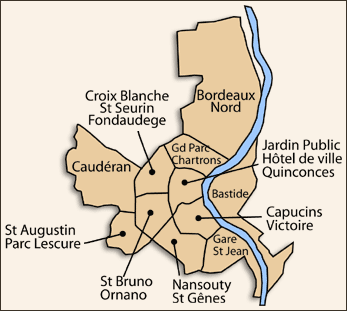 Croix Blanche
St Seurin
Fondaudege
Bordeaux
Nord
Gd Parc
Chartrons
Jardin Public
Hôtel de ville
Quinconces
Caudéran
Bastide
Capucins
Victoire
St Augustin
Parc Lescure
Gare
St Jean
St Bruno
Ornano
Nansouty
St Gênes